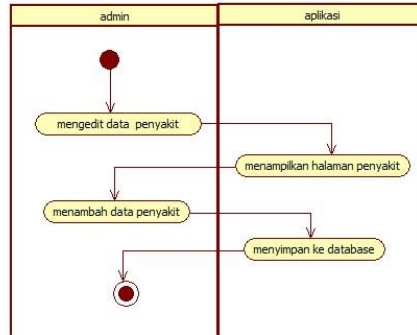 admin
aplikasi
mengedit data penyakit
menampilkan halaman penyakit
menambah data penyakit
menyimpan ke database